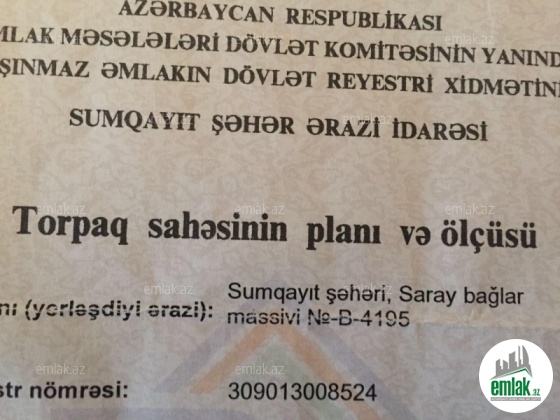 AZƏRBAYCAN RESPUBLİKASI
MLAK MƏSƏLƏLƏRİ DÖVLƏT KOMİTƏSİNİN YANIND
ŞINMAZ ƏMLAKIN DÖVLƏT REYESTRİ XİDMƏTİN
SUMQAYIT ŞƏHƏR ƏRAZİ İDARƏSİ
Torpaq sahəsinin planı və ölçüsü
nı (yerləşdiyi ərazi): Sumqayıt şəhəri, Saray bağlar
massivi №-B-4195
str nömrəsi: 309013008524
emlak.az